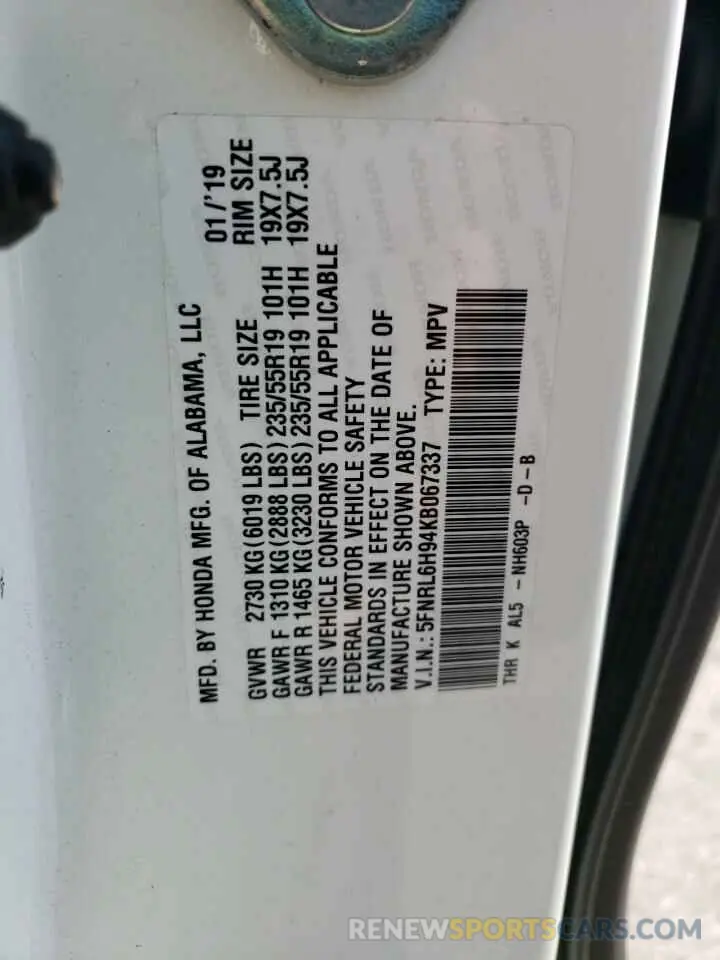 MFD. BY HONDA MFG. OF ALABAMA, LLC 01/'19
GVWR 2730 KG (6019 LBS) TIRE SIZE RIM SIZE
GAWR F 1310 KG (2888 LBS) 235/55R19 101H 19X7.5J
GAWR R 1465 KG (3230 LBS) 235/55R19 101H 19X7.5J
THIS VEHICLE CONFORMS TO ALL APPLICABLE
FEDERAL MOTOR VEHICLE SAFETY
STANDARDS IN EFFECT ON THE DATE OF
MANUFACTURE SHOWN ABOVE.
V.I.N.: 5FNRL6H94KB067337 TYPE: MPV
THR K AL5 - NH603P -D-B
RENEWSPORTSCARS.COM